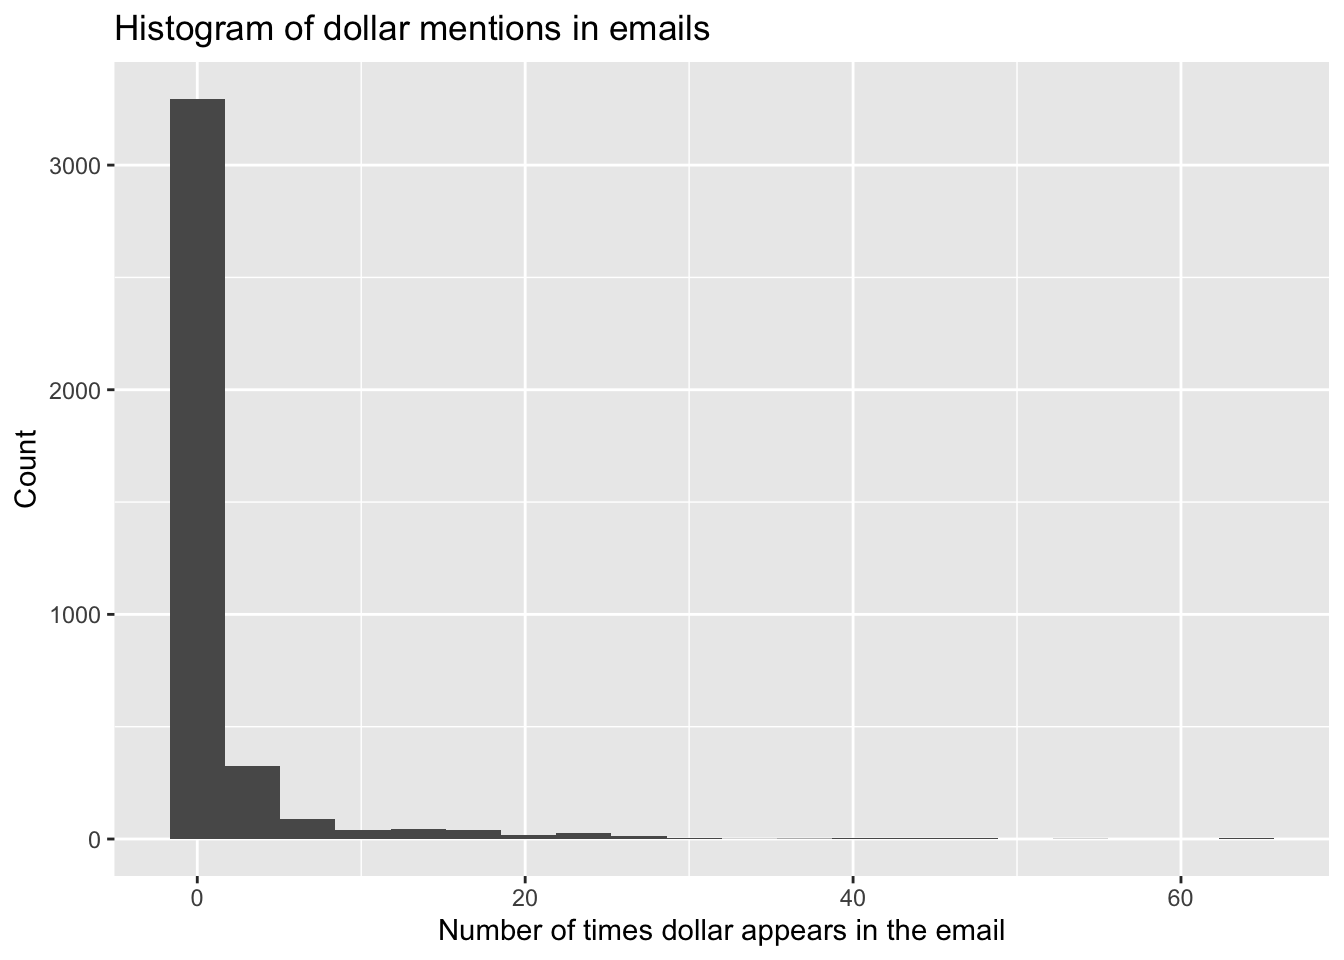 Histogram of dollar mentions in emails
3000
2000
1000
0
Count
0 20 40 60
Number of times dollar appears in the email